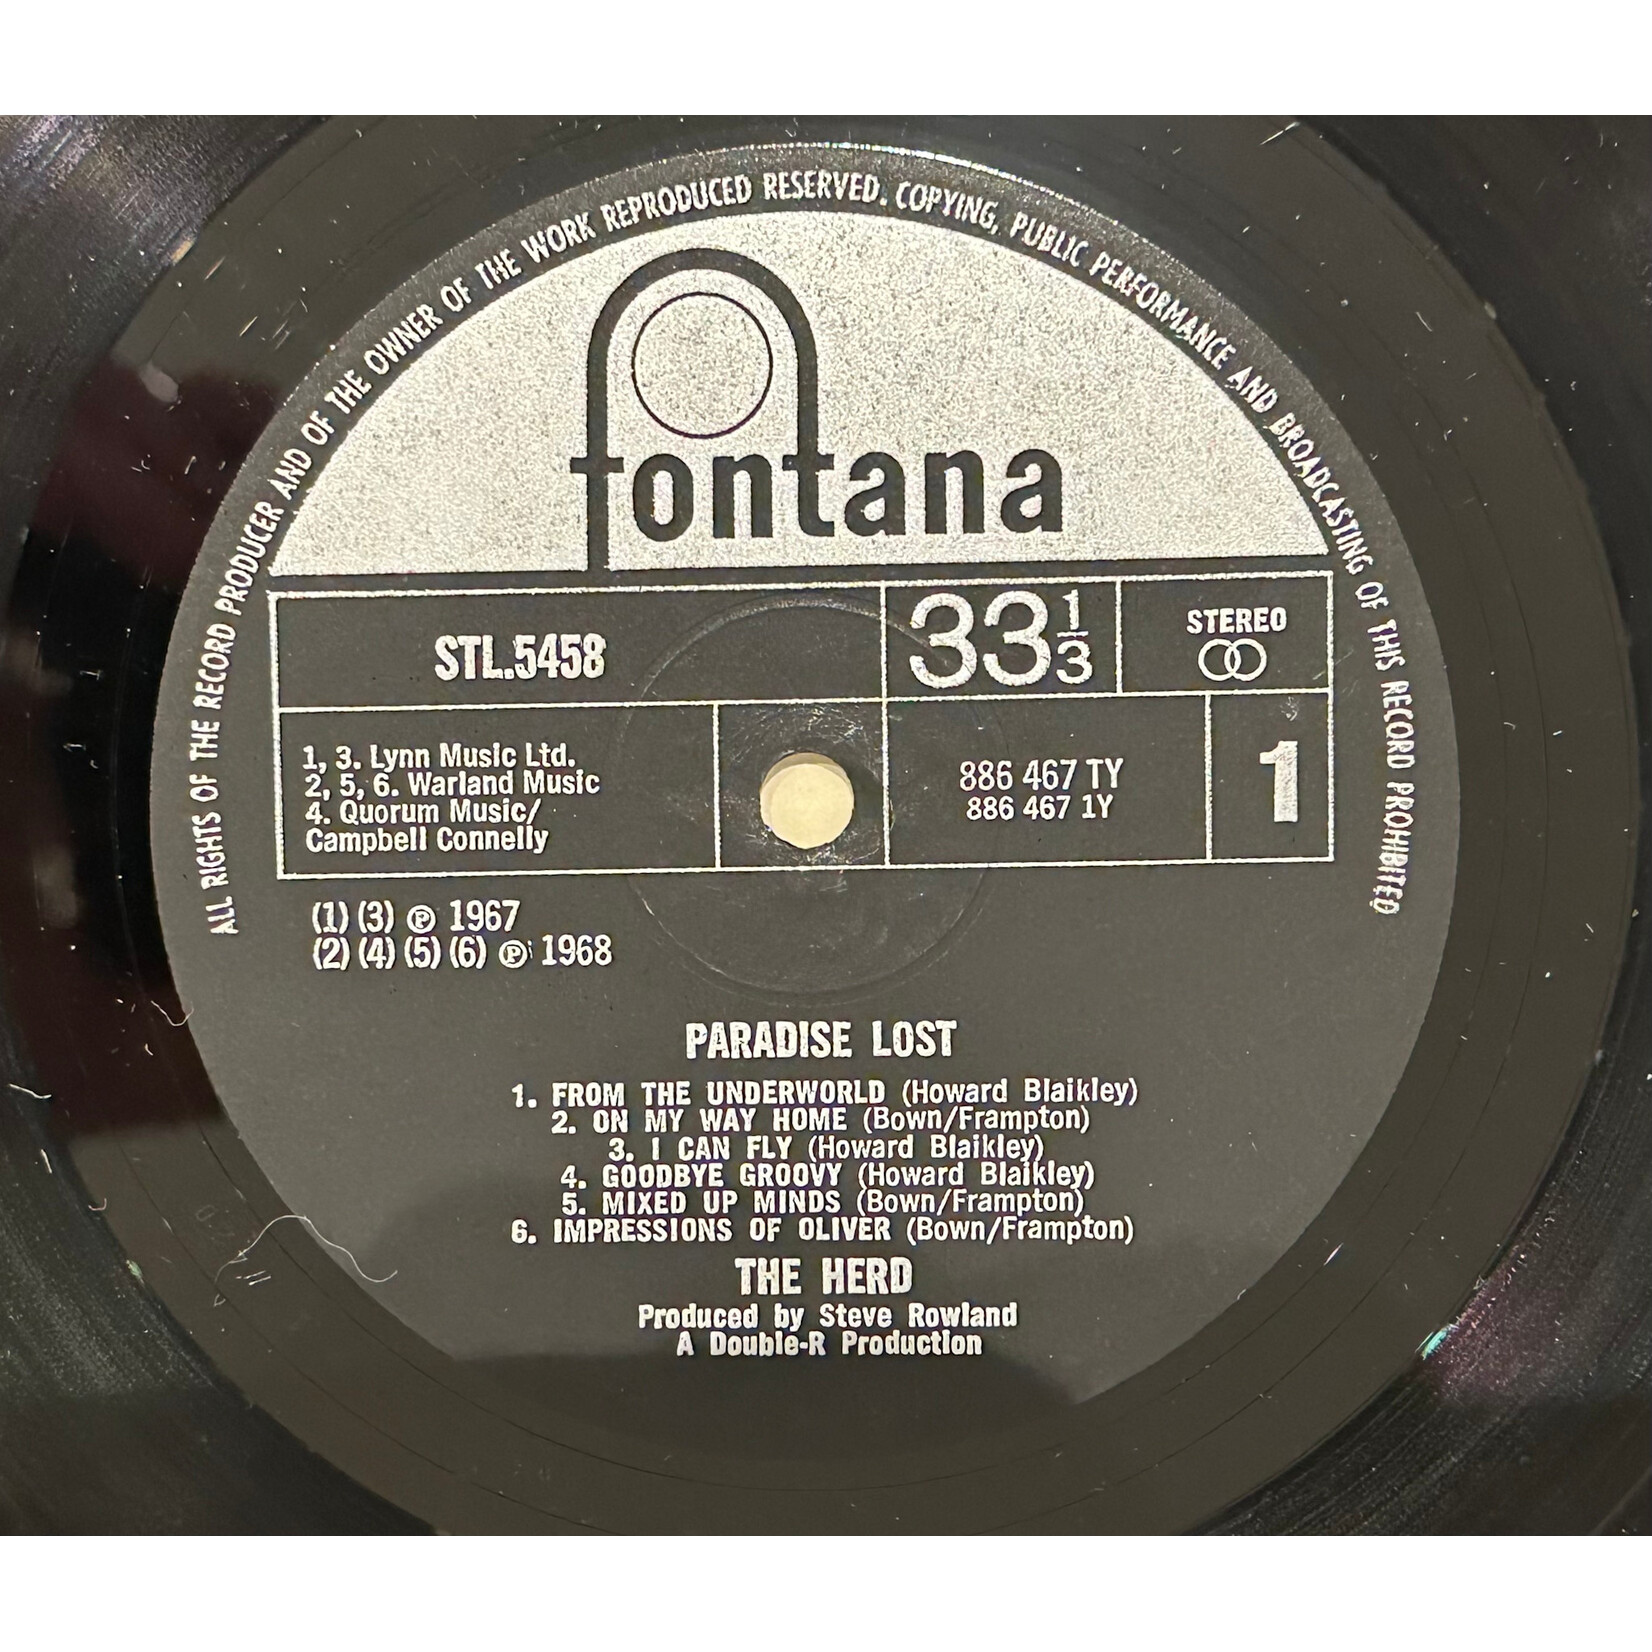 ALL RIGHTS OF THE RECORD PRODUCER AND OF THE OWNER OF THE WORK REPRODUCED RESERVED. COPYING, PUBLIC PERFORMANCE AND BROADCASTING OF THIS RECORD PROHIBITED
fontana
STL.5458
33 1/3
STEREO
1, 3. Lynn Music Ltd.
2, 5, 6. Warland Music
4. Quorum Music/
Campbell Connelly
886 467 TY
886 467 1Y
1
(1) (3) ℗ 1967
(2) (4) (5) (6) ℗ 1968
PARADISE LOST
1. FROM THE UNDERWORLD (Howard Blaikley)
2. ON MY WAY HOME (Bown/Frampton)
3. I CAN FLY (Howard Blaikley)
4. GOODBYE GROOVY (Howard Blaikley)
5. MIXED UP MINDS (Bown/Frampton)
6. IMPRESSIONS OF OLIVER (Bown/Frampton)
THE HERD
Produced by Steve Rowland
A Double-R Production